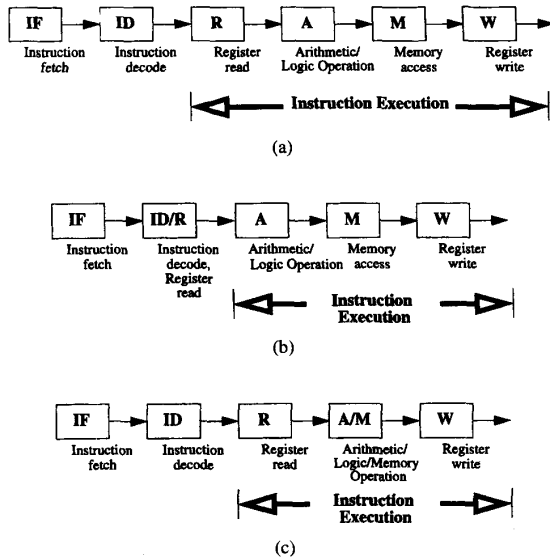 IF ID R A M W
Instruction fetch Instruction decode Register read Arithmetic/ Logic Operation Memory access Register write
Instruction Execution
(a)
IF ID/R A M W
Instruction fetch Instruction decode, Register read Arithmetic/ Logic Operation Memory access Register write
Instruction Execution
(b)
IF ID R A/M W
Instruction fetch Instruction decode Register read Arithmetic/ Logic/Memory Operation Register write
Instruction Execution
(c)